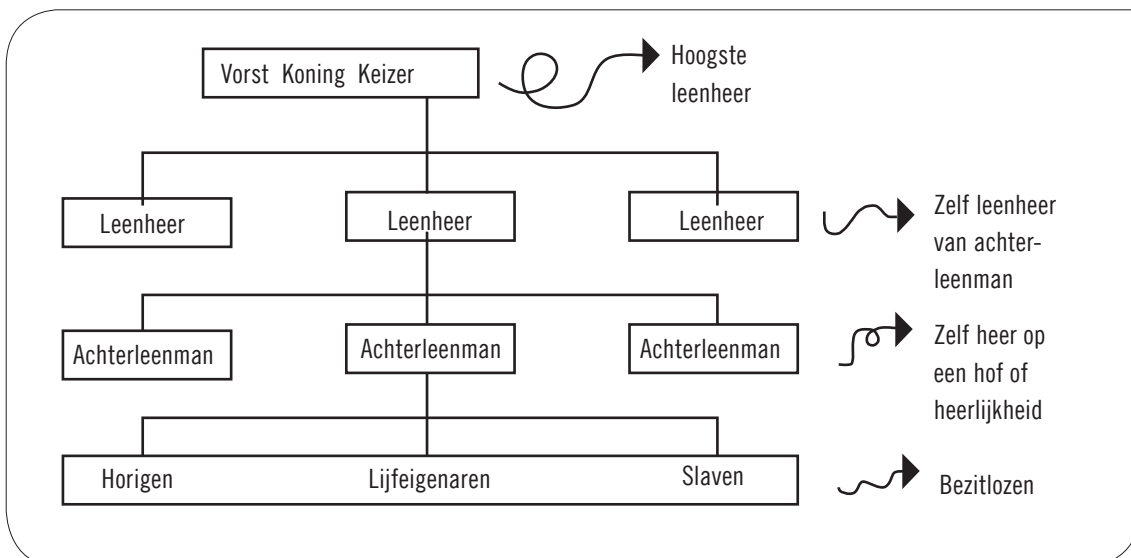 Vorst Koning Keizer
Hoogste
leenheer
Leenheer
Leenheer
Leenheer
Zelf leenheer
van achter-
leenman
Achterleenman
Achterleenman
Achterleenman
Zelf heer op
een hof of
heerlijkheid
Horigen
Lijfeigenaren
Slaven
Bezitlozen